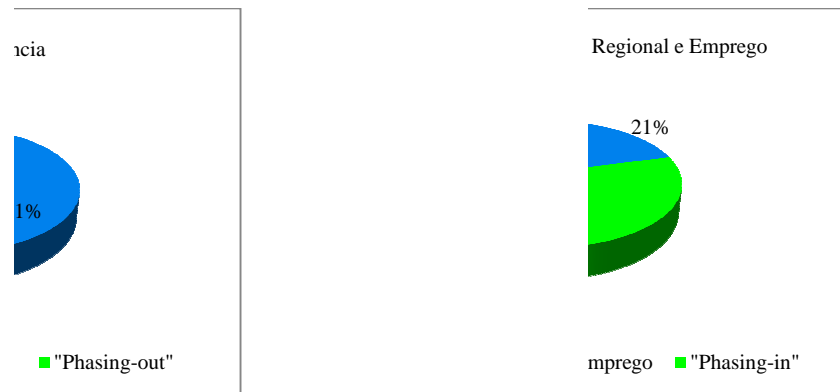 ncia
1%
"Phasing-out"
Regional e Emprego
21%
mprego "Phasing-in"